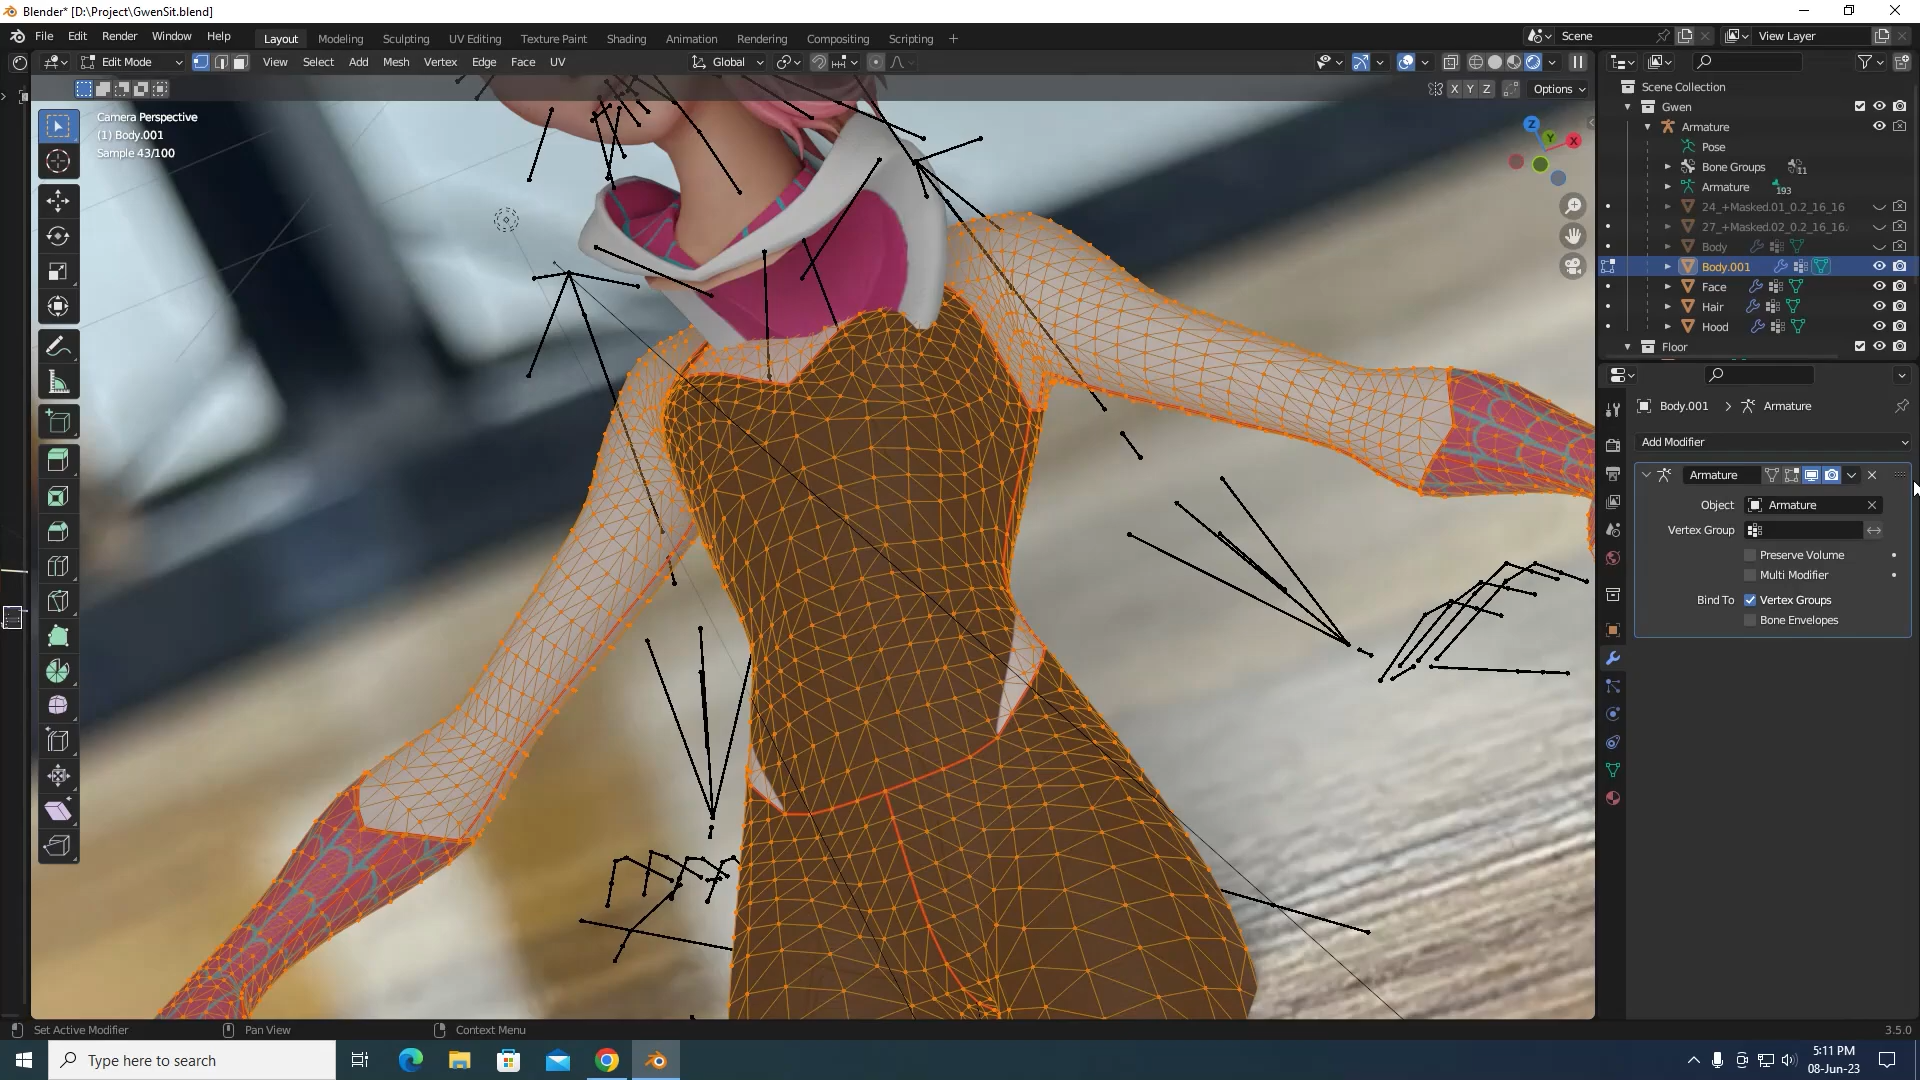 Blender* [D:\Project\GwenSit.blend]
File Edit Render Window Help Layout Modeling Sculpting UV Editing Texture Paint Shading Animation Rendering Compositing Scripting + Scene View Layer
Edit Mode View Select Add Mesh Vertex Edge Face UV Global
X Y Z Options
Camera Perspective
(1) Body.001
Sample 43/100
Z Y X
Scene Collection
Gwen
Armature
Pose
Bone Groups 11
Armature 193
24_+Masked.01_0.2_16_16
27_+Masked.02_0.2_16_16.
Body
Body.001
Face
Hair
Hood
Floor
Body.001 > Armature
Add Modifier
Armature
Object Armature
Vertex Group
Preserve Volume
Multi Modifier
Bind To Vertex Groups
Bone Envelopes
Set Active Modifier Pan View Context Menu 3.5.0
Type here to search
5:11 PM
08-Jun-23